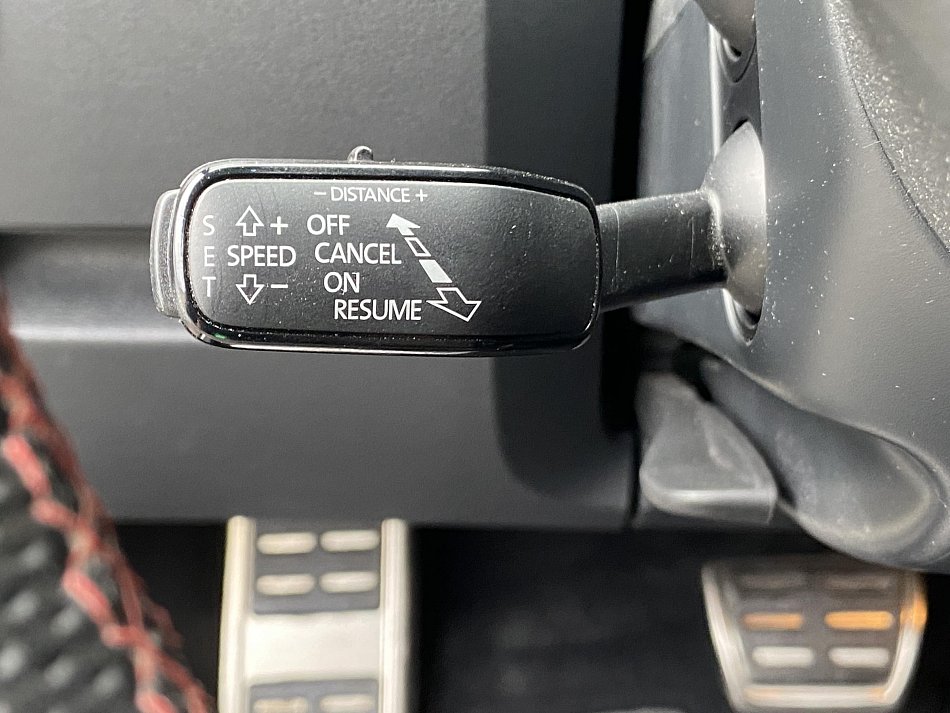 − DISTANCE +
S + OFF
E SPEED CANCEL
T − ON
RESUME